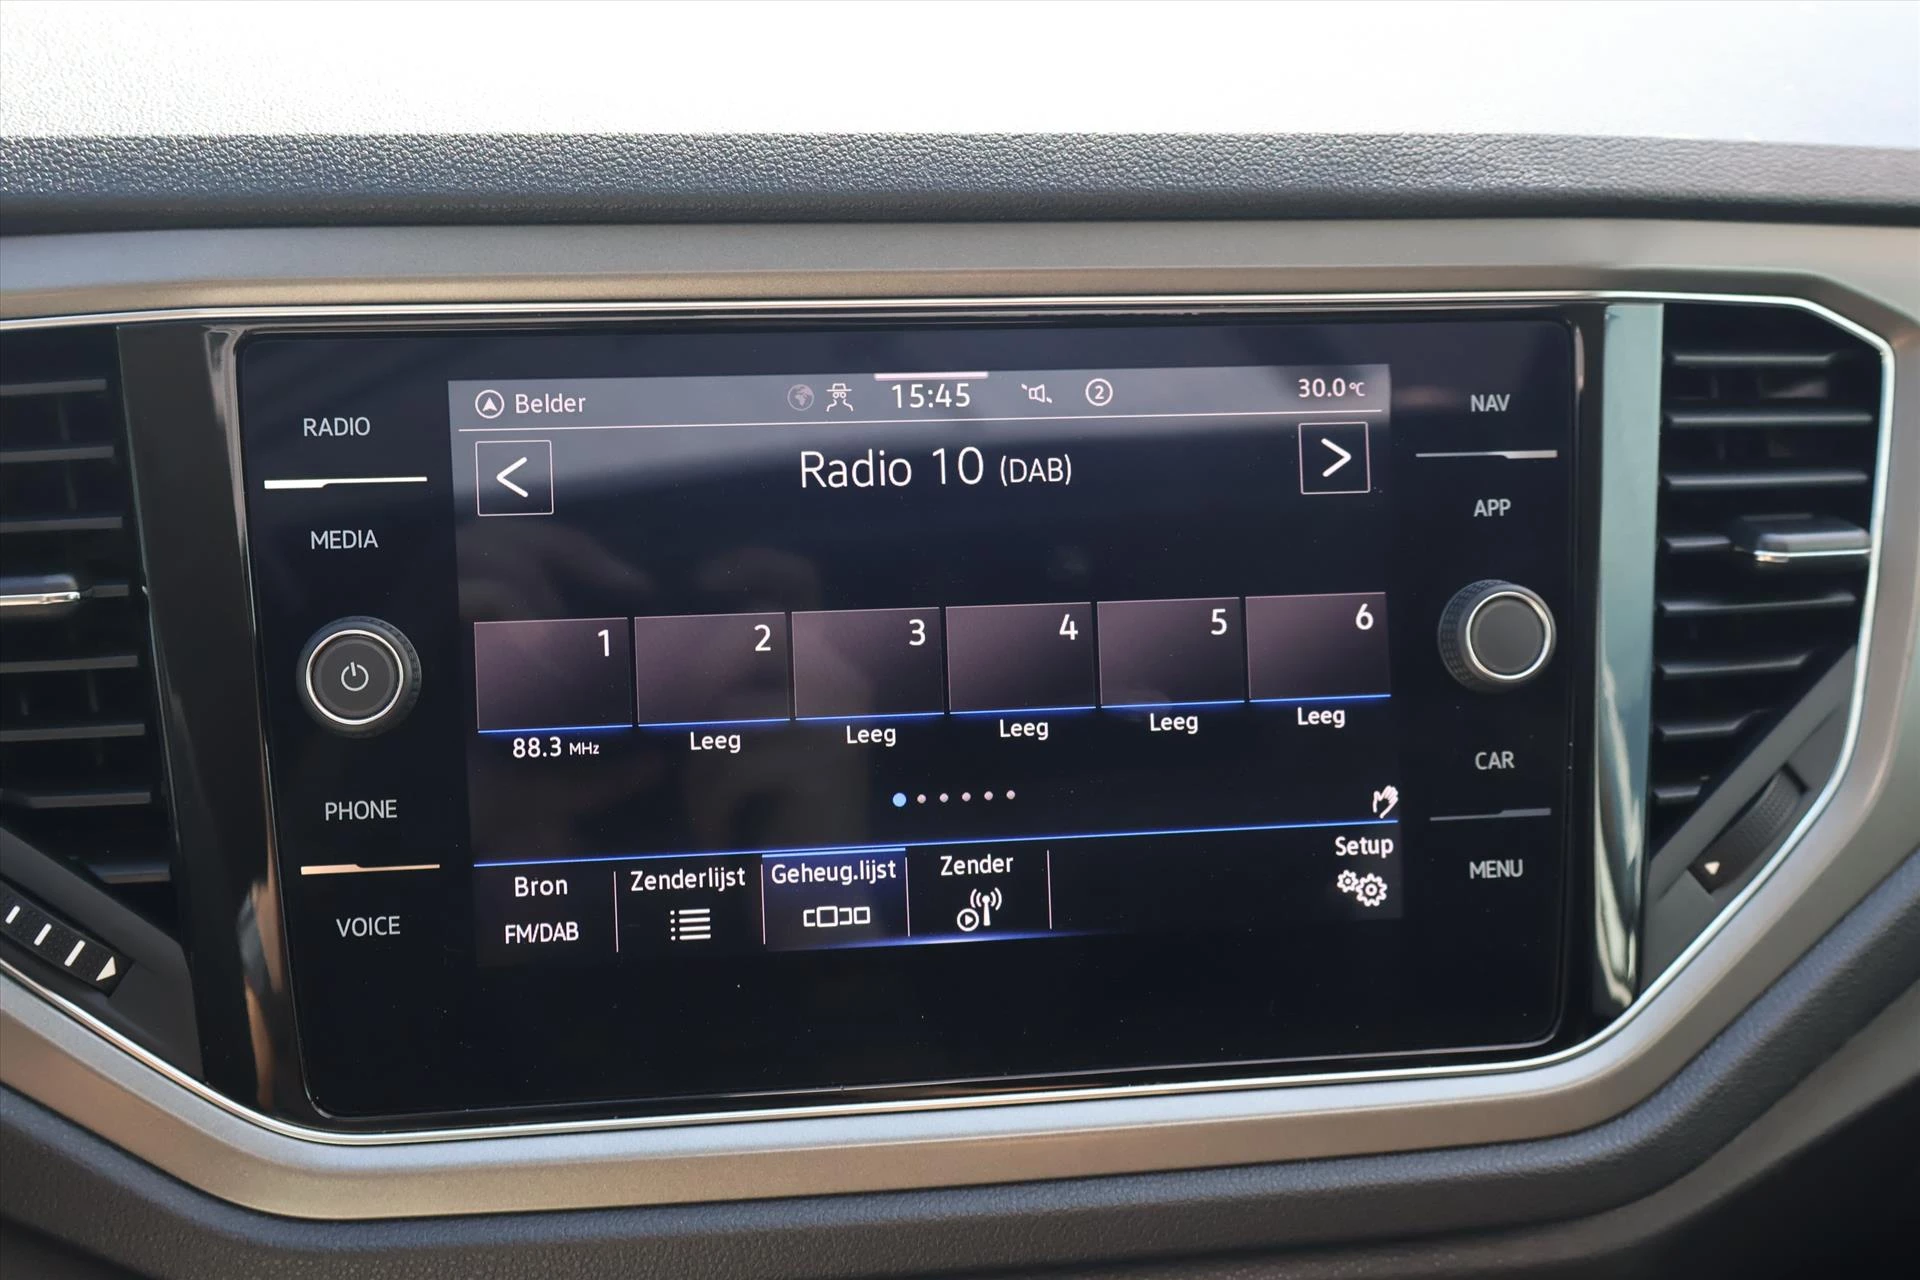 Belder 15:45 2 30.0°C
Radio 10 (DAB)
1 2 3 4 5 6
88.3 MHz Leeg Leeg Leeg Leeg Leeg
Bron
FM/DAB
Zenderlijst
Geheug.lijst
Zender
Setup
RADIO
MEDIA
PHONE
VOICE
NAV
APP
CAR
MENU